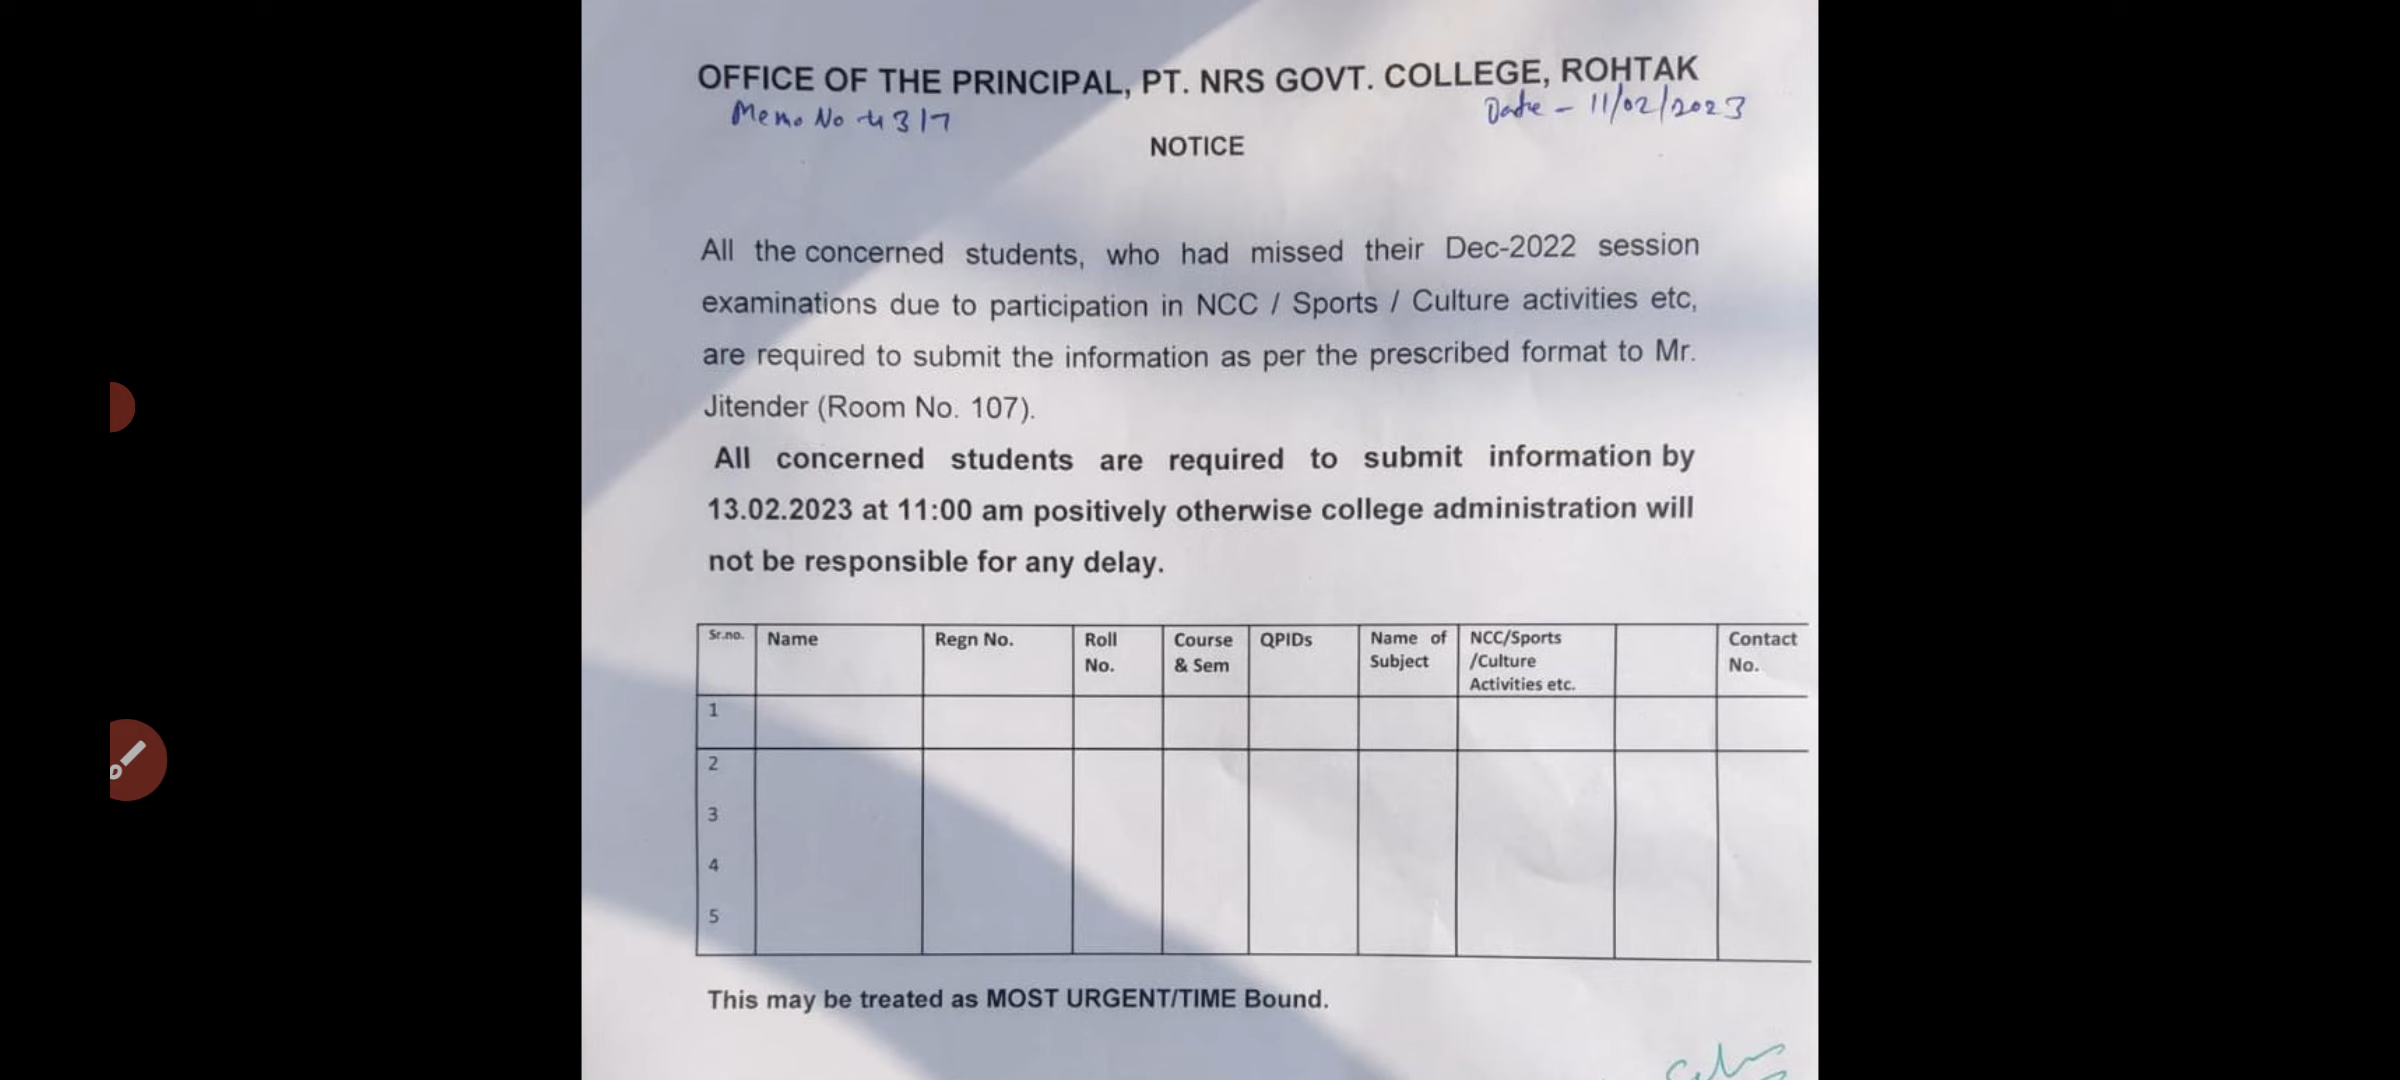 OFFICE OF THE PRINCIPAL, PT. NRS GOVT. COLLEGE, ROHTAK
Memo No 4317 Date - 11/02/2023
NOTICE
All the concerned students, who had missed their Dec-2022 session
examinations due to participation in NCC / Sports / Culture activities etc,
are required to submit the information as per the prescribed format to Mr.
Jitender (Room No. 107).
All concerned students are required to submit information by
13.02.2023 at 11:00 am positively otherwise college administration will
not be responsible for any delay.
Sr.no. Name Regn No. Roll Course QPIDs Name of NCC/Sports Contact
No. & Sem Subject /Culture No.
Activities etc.
1
2
3
4
5
This may be treated as MOST URGENT/TIME Bound.